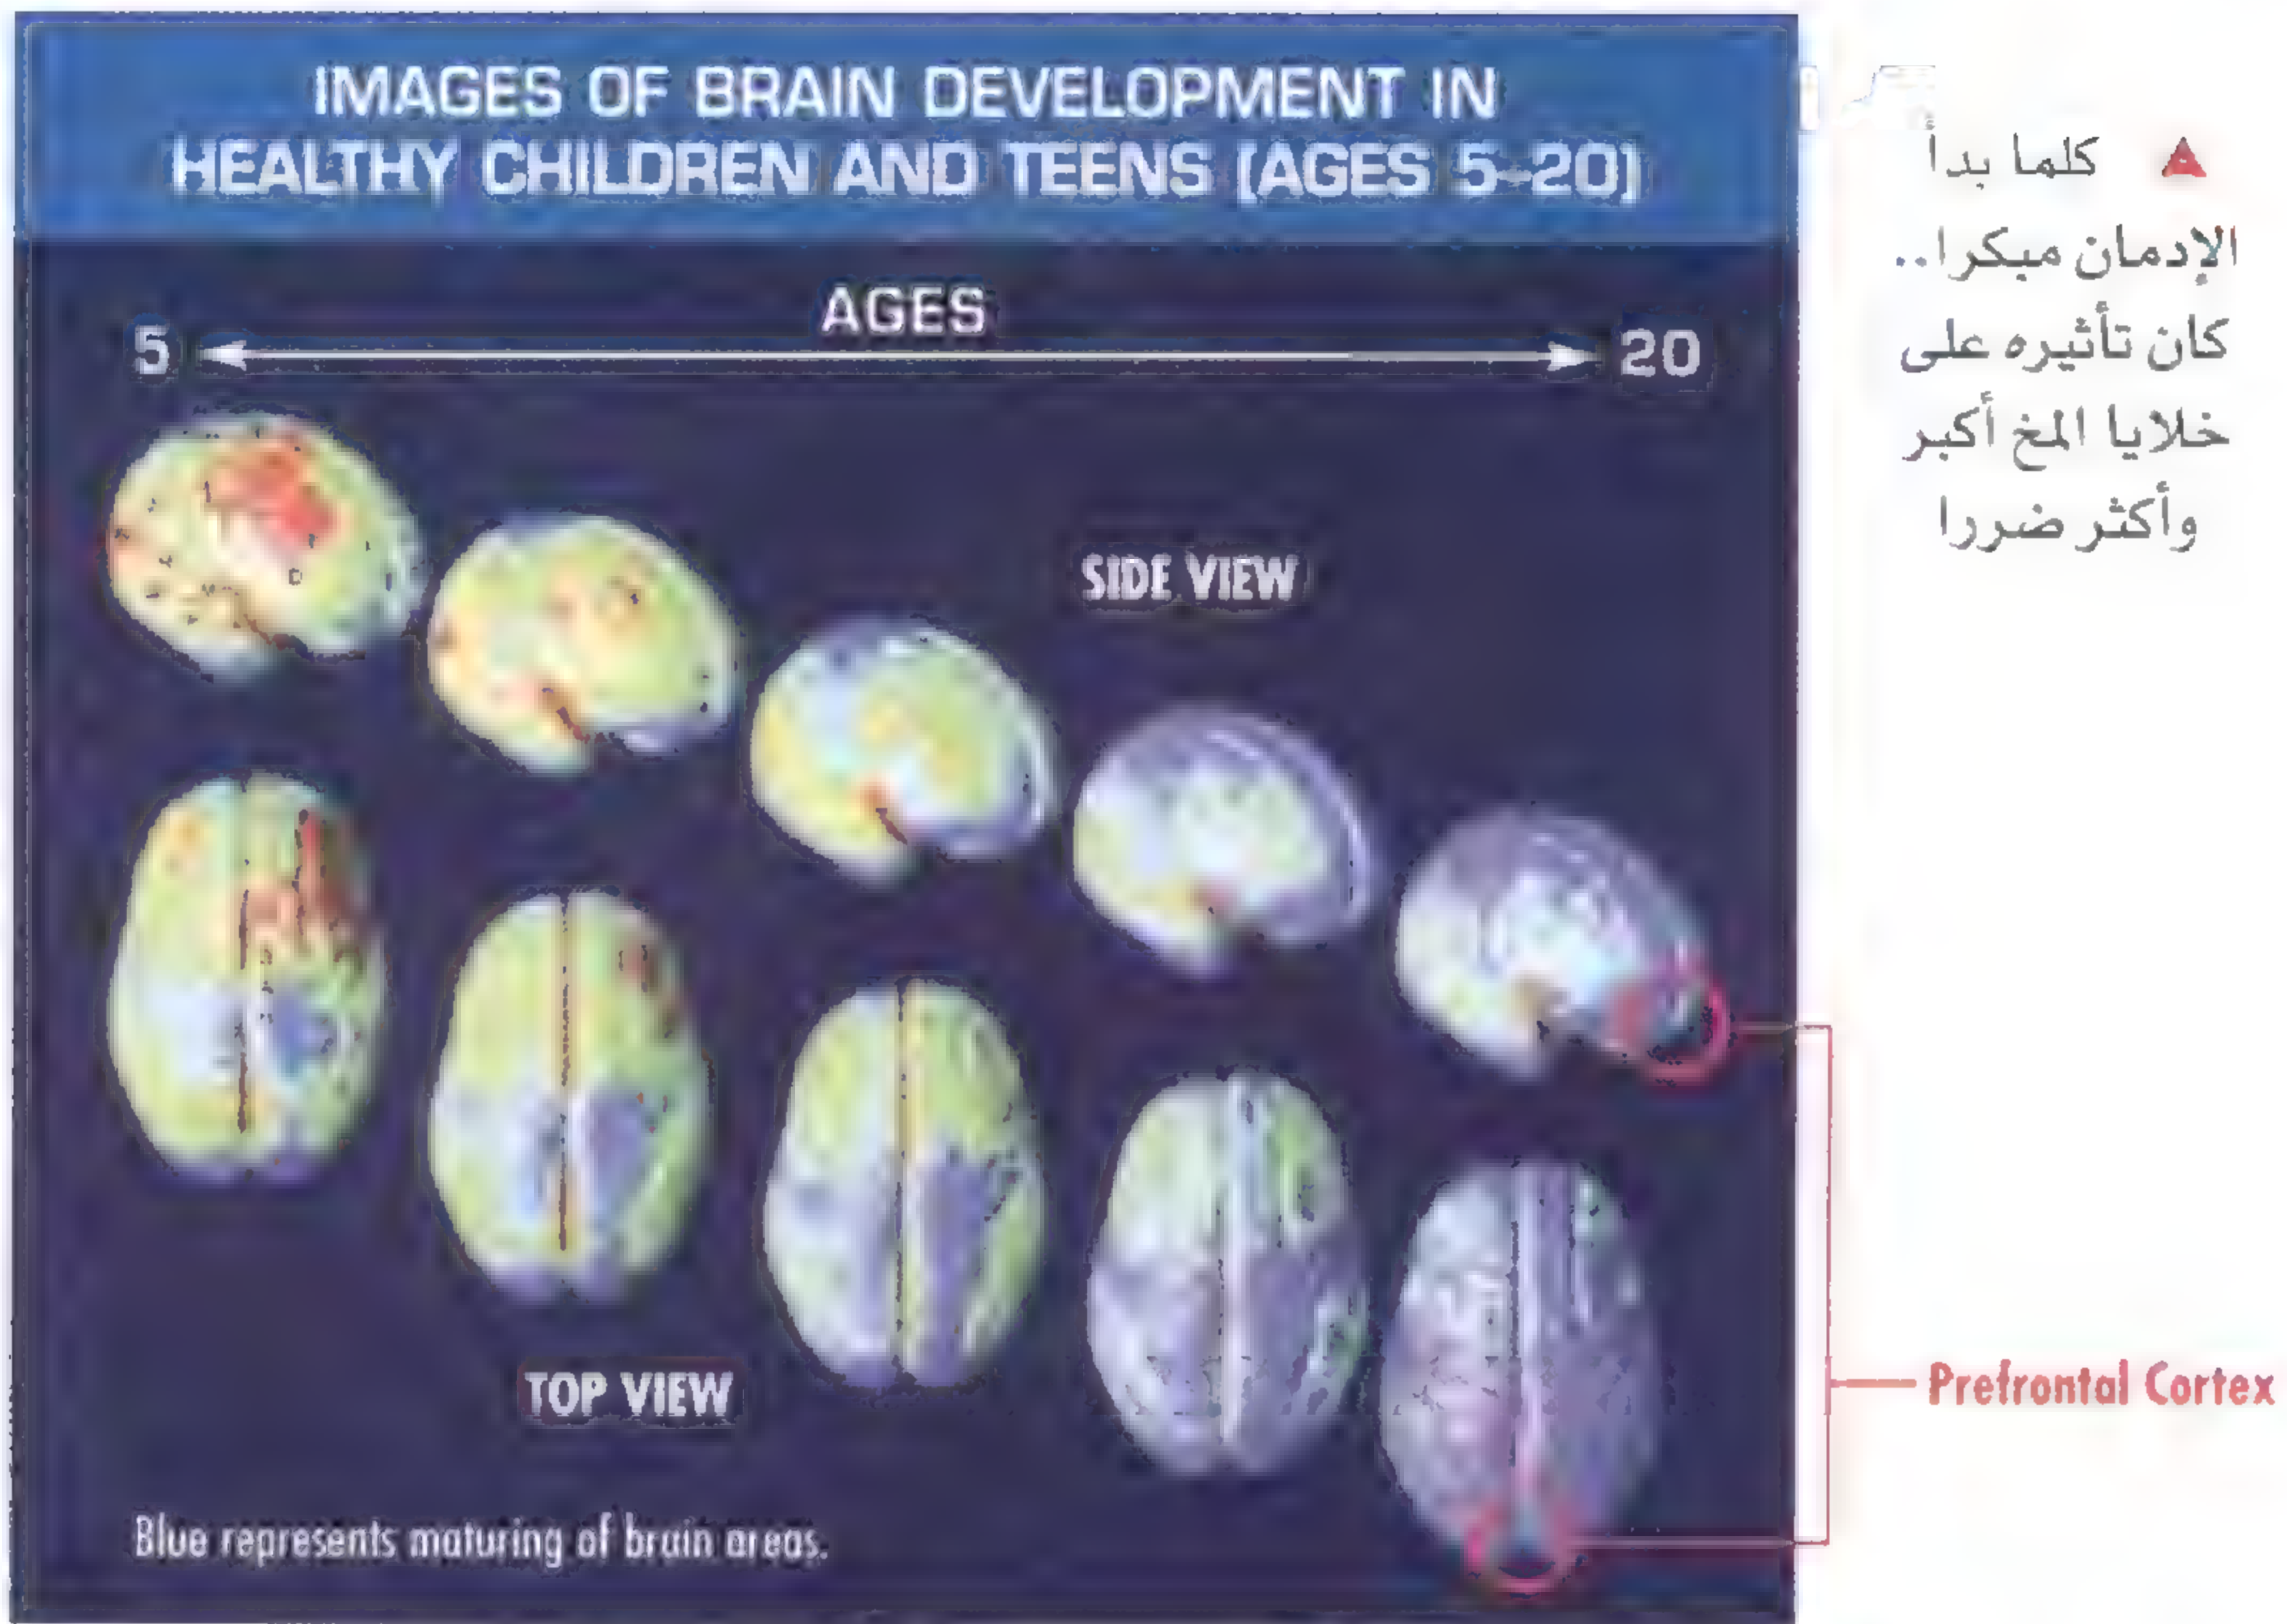 IMAGES OF BRAIN DEVELOPMENT IN
HEALTHY CHILDREN AND TEENS [AGES 5–20]
AGES
5
20
SIDE VIEW
TOP VIEW
Blue represents maturing of brain areas.
Prefrontal Cortex
كلما بدأ
الإدمان مبكرا..
كان تأثيره على
خلايا المخ أكبر
وأكثر ضررا